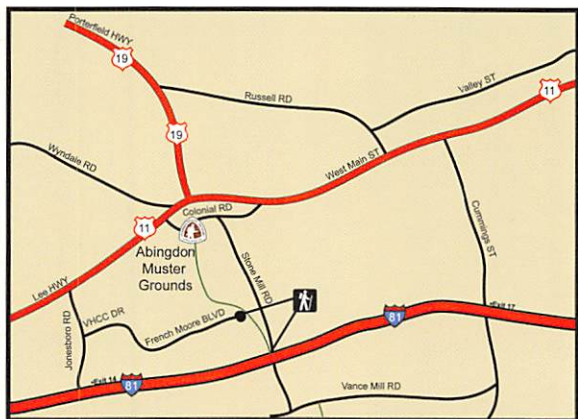 Porterfield HWY
19
Valley ST
11
Russell RD
19
Wyndale RD
West Main ST
Colonial RD
11
Abingdon
Muster
Grounds
Cummings ST
Lee HWY
Stone Mill RD
VHCC DR
French Moore BLVD
Jonesboro RD
81
Exit 17
Exit 14
81
Vance Mill RD